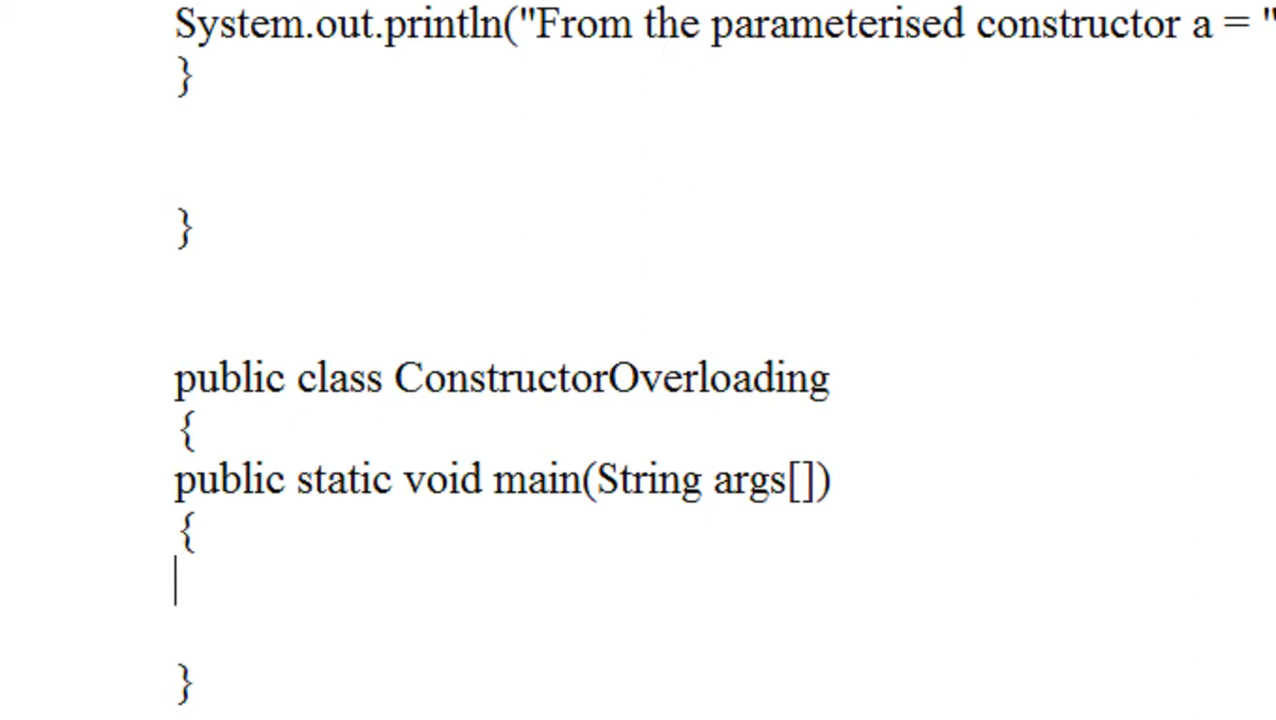 System.out.println("From the parameterised constructor a = "
}
}
public class ConstructorOverloading
{
public static void main(String args[])
{
}